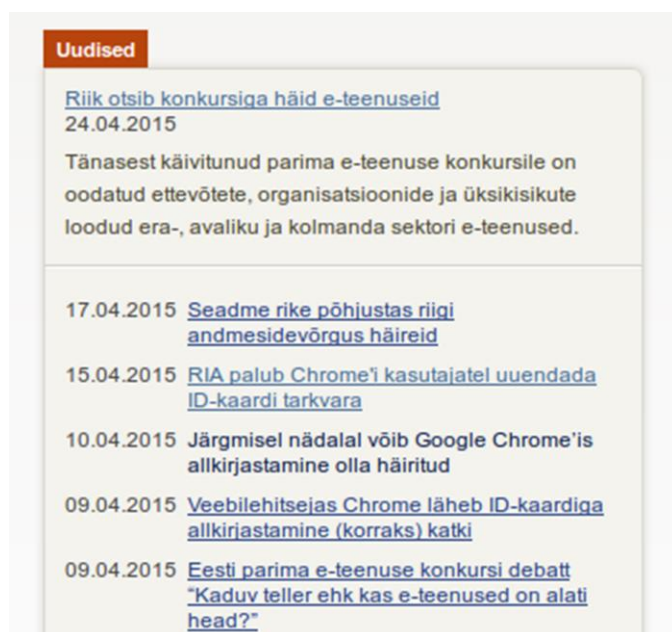 Uudised
Riik otsib konkursiga häid e-teenuseid
24.04.2015
Tänasest käivitunud parima e-teenuse konkursile on
oodatud ettevõtete, organisatsioonide ja üksikisikute
loodud era-, avaliku ja kolmanda sektori e-teenused.
17.04.2015 Seadme rike põhjustas riigi
andmesidevõrgus häireid
15.04.2015 RIA palub Chrome'i kasutajatel uuendada
ID-kaardi tarkvara
10.04.2015 Järgmisel nädalal võib Google Chrome’is
allkirjastamine olla häiritud
09.04.2015 Veebilehitsejas Chrome läheb ID-kaardiga
allkirjastamine (korraks) katki
09.04.2015 Eesti parima e-teenuse konkursi debatt
“Kaduv teller ehk kas e-teenused on alati
head?”